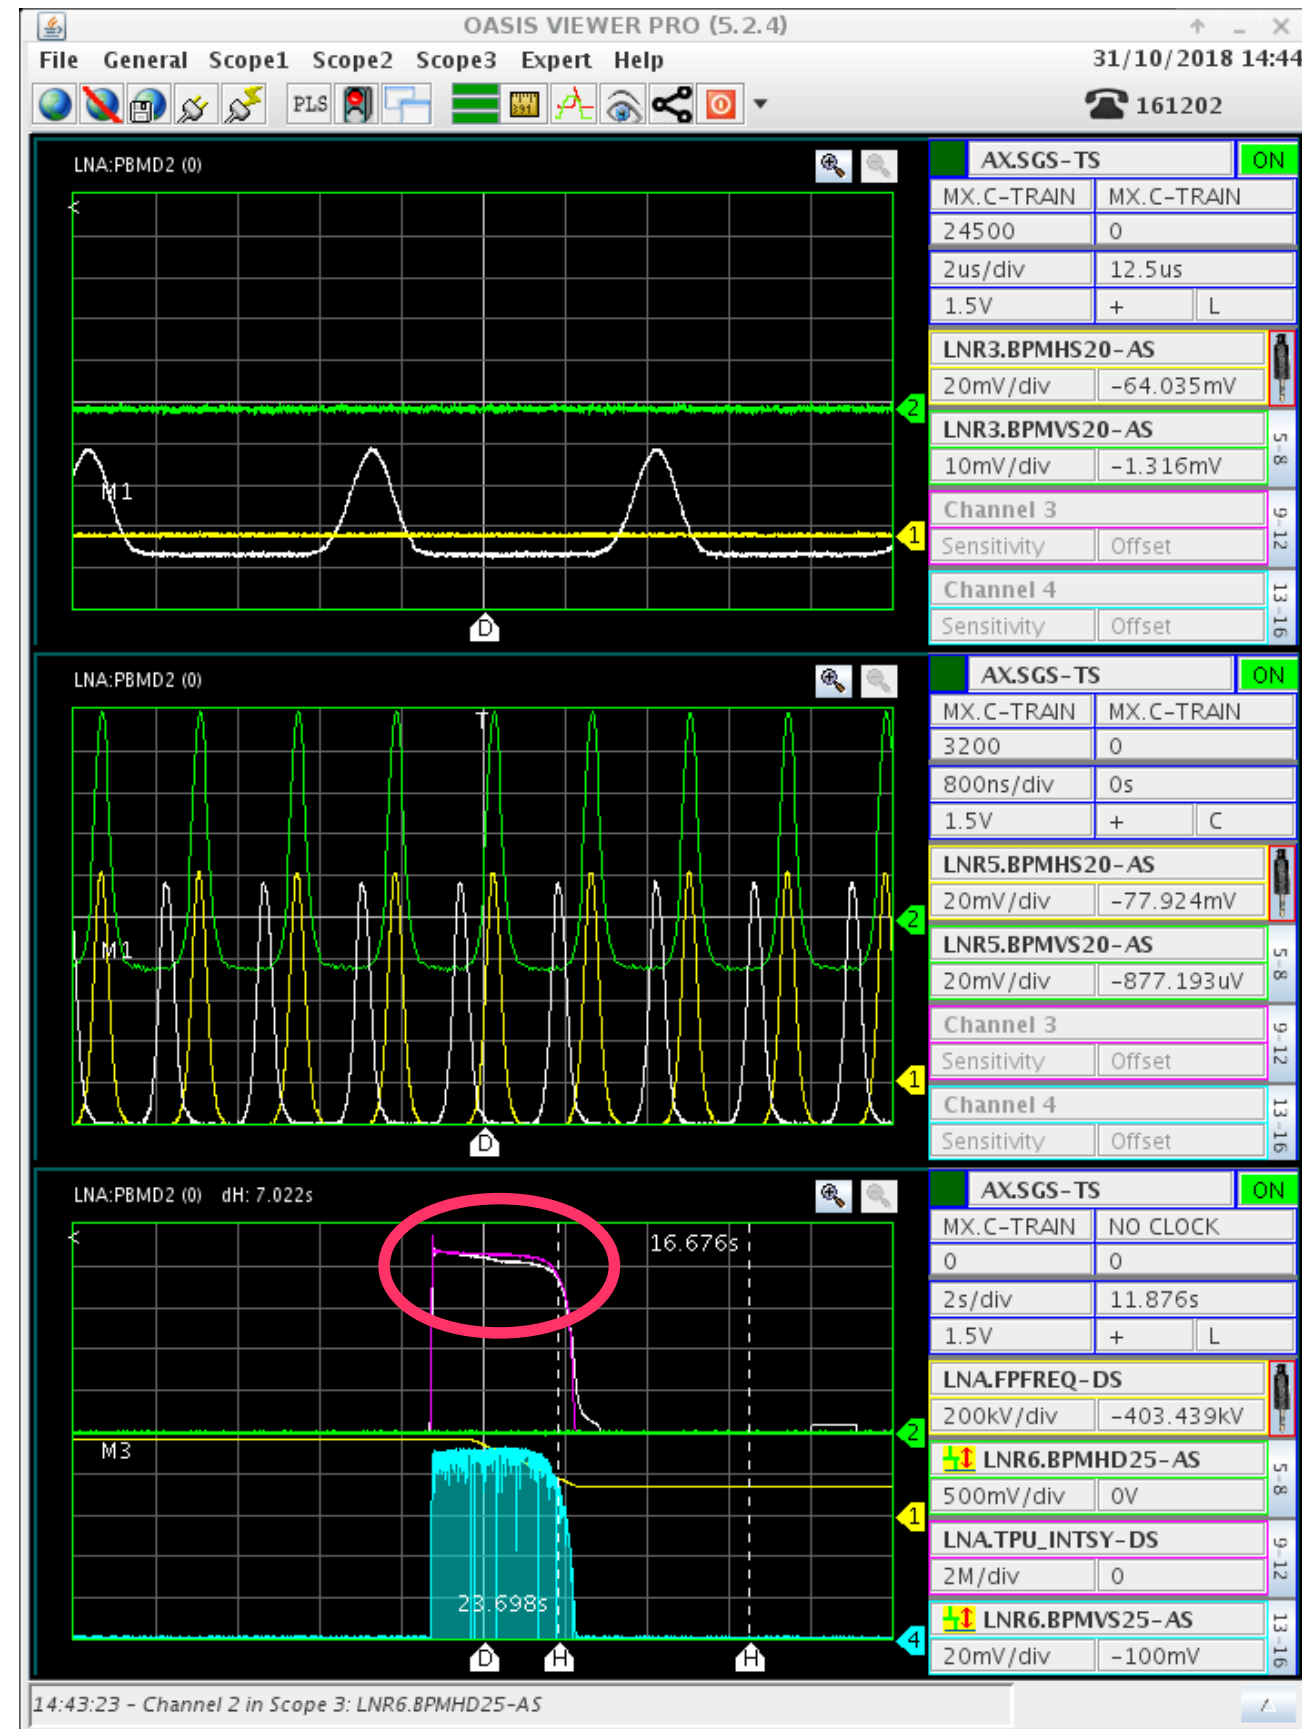 OASIS VIEWER PRO (5.2.4)
File General Scope1 Scope2 Scope3 Expert Help
31/10/2018 14:44
PLS
161202
LNA:PBMD2 (0)
<
M1
2
1
D
AX.SGS-TS ON
MX.C-TRAIN MX.C-TRAIN
24500 0
2us/div 12.5us
1.5V + L
LNR3.BPMHS20-AS
20mV/div -64.035mV
LNR3.BPMVS20-AS
10mV/div -1.316mV
5-8
Channel 3
Sensitivity Offset
9-12
Channel 4
Sensitivity Offset
13-16
LNA:PBMD2 (0)
T
M1
2
1
D
AX.SGS-TS ON
MX.C-TRAIN MX.C-TRAIN
3200 0
800ns/div 0s
1.5V + C
LNR5.BPMHS20-AS
20mV/div -77.924mV
LNR5.BPMVS20-AS
20mV/div -877.193uV
5-8
Channel 3
Sensitivity Offset
9-12
Channel 4
Sensitivity Offset
13-16
LNA:PBMD2 (0) dH: 7.022s
<
16.676s
M3
23.698s
2
1
4
D H H
AX.SGS-TS ON
MX.C-TRAIN NO CLOCK
0 0
2s/div 11.876s
1.5V + L
LNA.FPFREQ-DS
200kV/div -403.439kV
LNR6.BPMHD25-AS
500mV/div 0V
5-8
LNA.TPU_INTSY-DS
2M/div 0
9-12
LNR6.BPMVS25-AS
20mV/div -100mV
13-16
14:43:23 - Channel 2 in Scope 3: LNR6.BPMHD25-AS